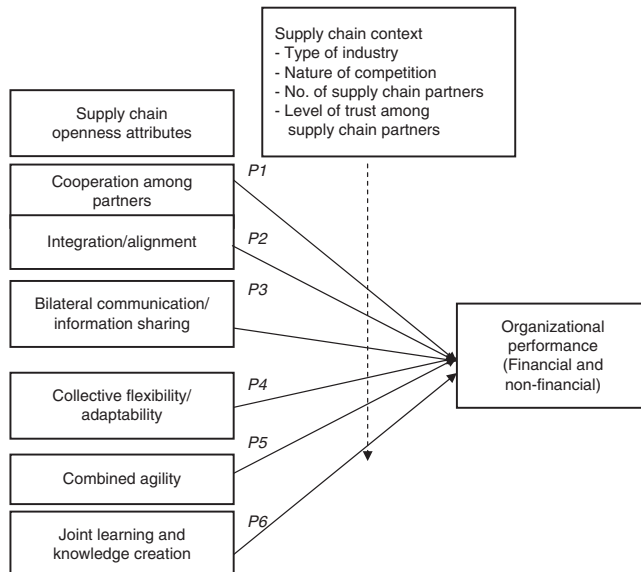 Supply chain context
- Type of industry
- Nature of competition
- No. of supply chain partners
- Level of trust among
supply chain partners
Supply chain
openness attributes
Cooperation among
partners
P1
Integration/alignment
P2
Bilateral communication/
information sharing
P3
Collective flexibility/
adaptability
P4
Combined agility
P5
Joint learning and
knowledge creation
P6
Organizational
performance
(Financial and
non-financial)